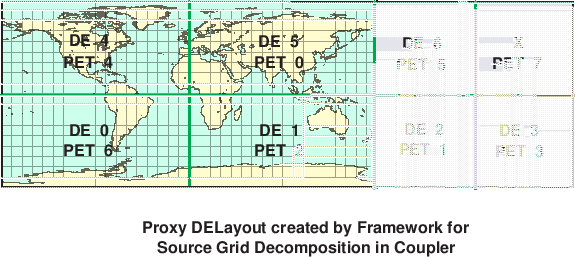 DE 4
PET 4
DE 5
PET 0
DE 6
PET 5
X
PET 7
DE 0
PET 6
DE 1
PET 2
DE 2
PET 1
DE 3
PET 3
Proxy DELayout created by Framework for
Source Grid Decomposition in Coupler